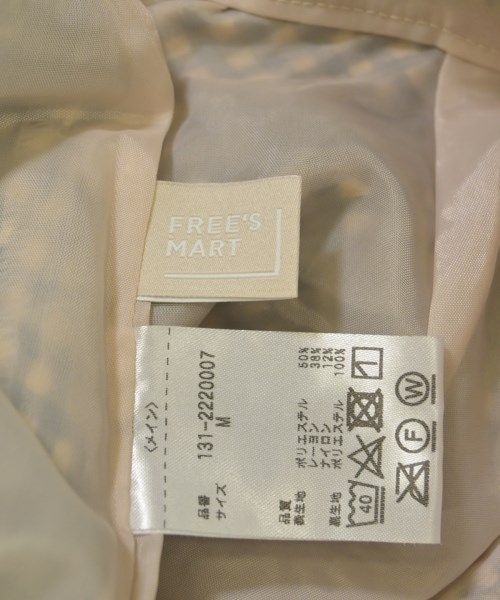 FREE'S
MART
〈メイン〉
品番 131-2220007
サイズ M
品質
表生地 ポリエステル 50%
レーヨン 38%
ナイロン 12%
裏生地 ポリエステル 100%
40
F
W